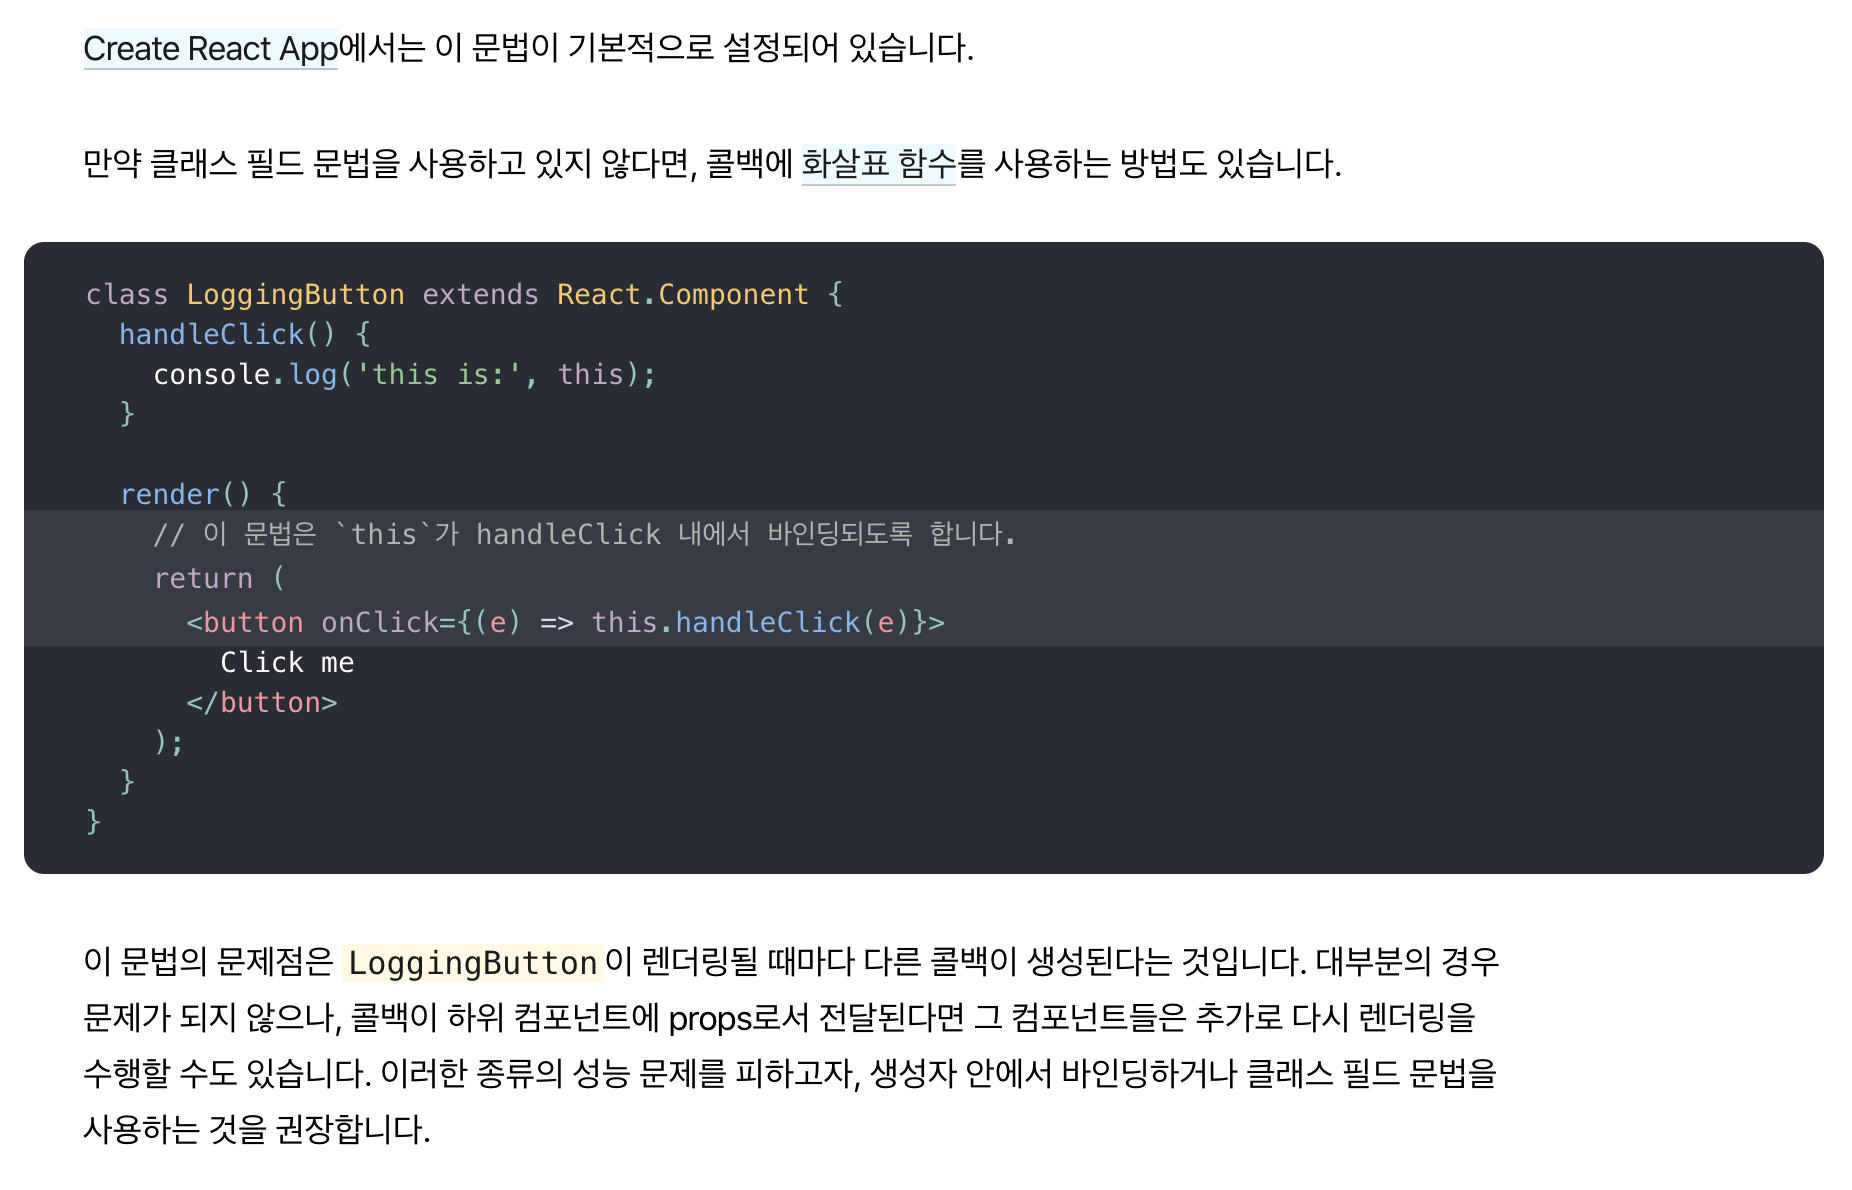 Create React App에서는 이 문법이 기본적으로 설정되어 있습니다.
만약 클래스 필드 문법을 사용하고 있지 않다면, 콜백에 화살표 함수를 사용하는 방법도 있습니다.
class LoggingButton extends React.Component {
  handleClick() {
    console.log('this is:', this);
  }

  render() {
    // 이 문법은 `this`가 handleClick 내에서 바인딩되도록 합니다.
    return (
      <button onClick={(e) => this.handleClick(e)}>
        Click me
      </button>
    );
  }
}
이 문법의 문제점은 LoggingButton이 렌더링될 때마다 다른 콜백이 생성된다는 것입니다. 대부분의 경우
문제가 되지 않으나, 콜백이 하위 컴포넌트에 props로서 전달된다면 그 컴포넌트들은 추가로 다시 렌더링을
수행할 수도 있습니다. 이러한 종류의 성능 문제를 피하고자, 생성자 안에서 바인딩하거나 클래스 필드 문법을
사용하는 것을 권장합니다.